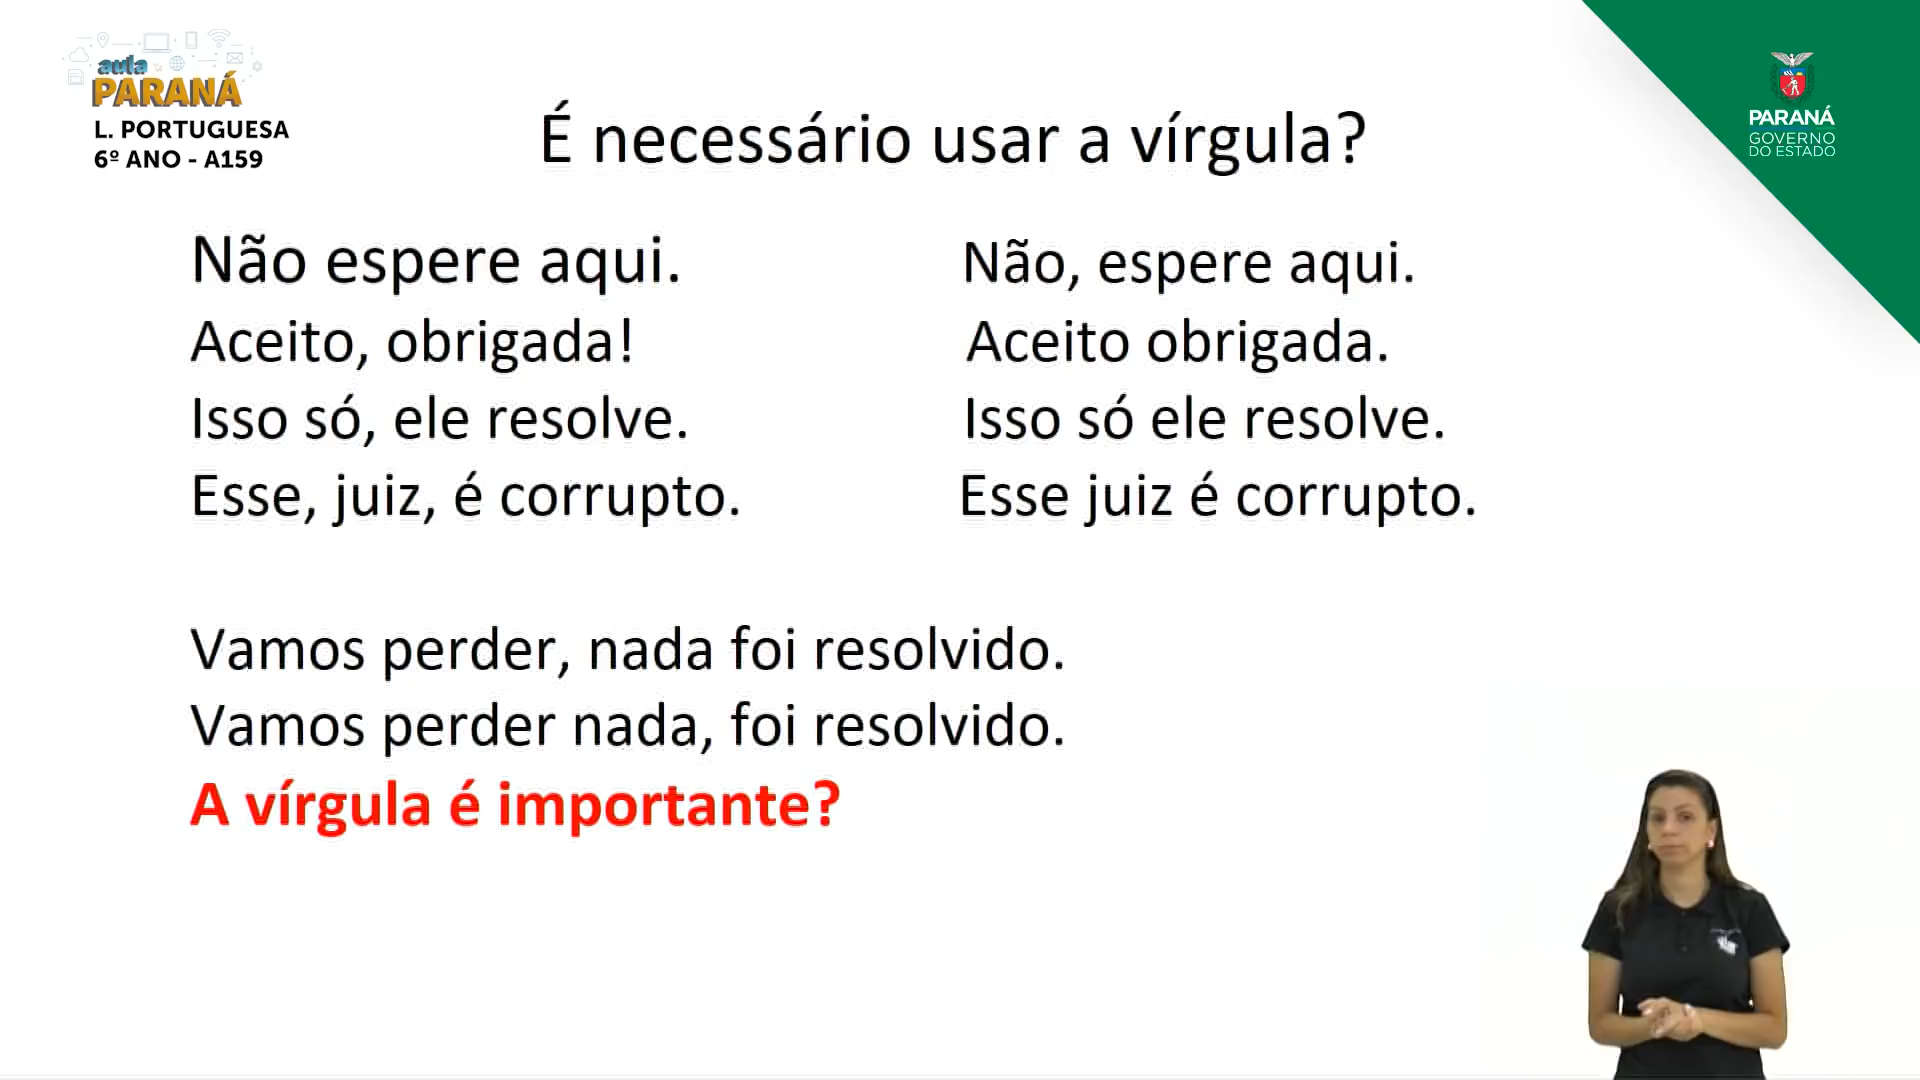 aula
PARANÁ
L. PORTUGUESA
6º ANO - A159
PARANÁ
GOVERNO
DO ESTADO
É necessário usar a vírgula?
Não espere aqui.
Não, espere aqui.
Aceito, obrigada!
Aceito obrigada.
Isso só, ele resolve.
Isso só ele resolve.
Esse, juiz, é corrupto.
Esse juiz é corrupto.
Vamos perder, nada foi resolvido.
Vamos perder nada, foi resolvido.
A vírgula é importante?